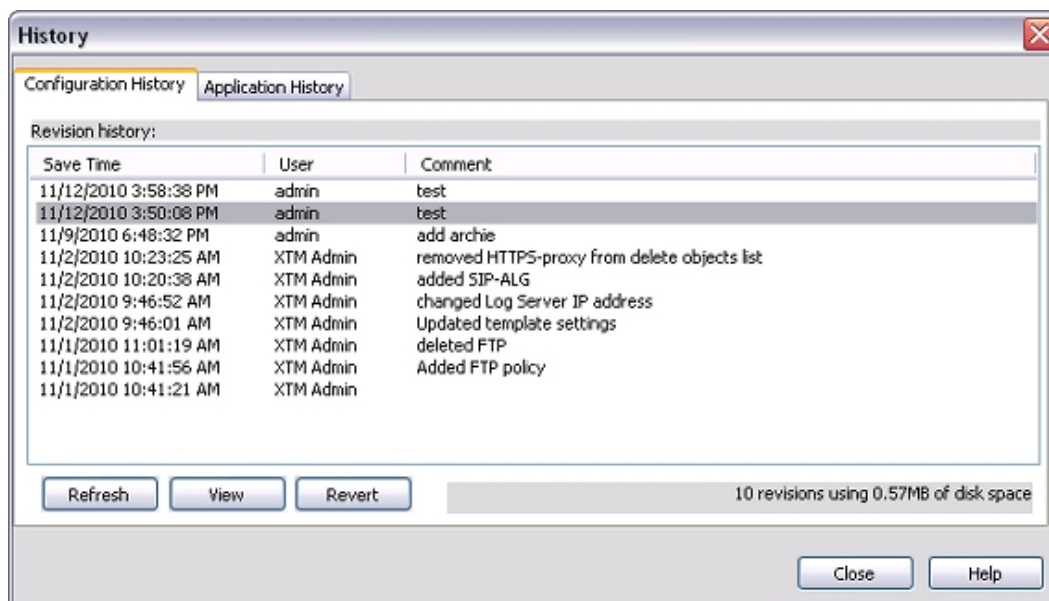 History
Configuration History Application History
Revision history:
Save Time User Comment
11/12/2010 3:58:38 PM admin test
11/12/2010 3:50:08 PM admin test
11/9/2010 6:48:32 PM admin add archie
11/2/2010 10:23:25 AM XTM Admin removed HTTPS-proxy from delete objects list
11/2/2010 10:20:38 AM XTM Admin added SIP-ALG
11/2/2010 9:46:52 AM XTM Admin changed Log Server IP address
11/2/2010 9:46:01 AM XTM Admin Updated template settings
11/1/2010 11:01:19 AM XTM Admin deleted FTP
11/1/2010 10:41:56 AM XTM Admin Added FTP policy
11/1/2010 10:41:21 AM XTM Admin
Refresh View Revert 10 revisions using 0.57MB of disk space
Close Help